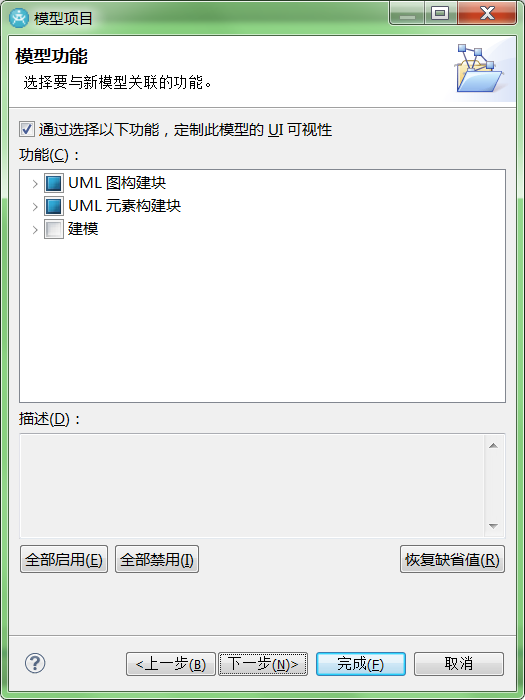 模型项目
模型功能
选择要与新模型关联的功能。
通过选择以下功能，定制此模型的 UI 可视性
功能(C)：
UML 图构建块
UML 元素构建块
建模
描述(D)：
全部启用(E) 全部禁用(I) 恢复缺省值(R)
<上一步(B) 下一步(N)> 完成(F) 取消